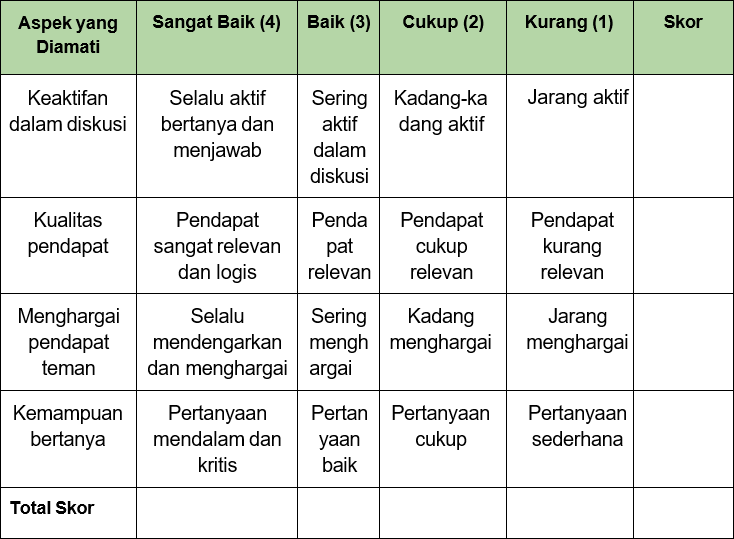 Aspek yang
Diamati
Sangat Baik (4)
Baik (3)
Cukup (2)
Kurang (1)
Skor
Keaktifan
dalam diskusi
Selalu aktif
bertanya dan
menjawab
Sering
aktif
dalam
diskusi
Kadang-ka
dang aktif
Jarang aktif
Kualitas
pendapat
Pendapat
sangat relevan
dan logis
Penda
pat
relevan
Pendapat
cukup
relevan
Pendapat
kurang
relevan
Menghargai
pendapat
teman
Selalu
mendengarkan
dan menghargai
Sering
mengh
argai
Kadang
menghargai
Jarang
menghargai
Kemampuan
bertanya
Pertanyaan
mendalam dan
kritis
Pertan
yaan
baik
Pertanyaan
cukup
Pertanyaan
sederhana
Total Skor